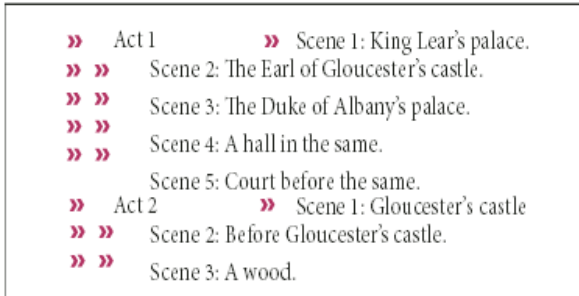 » Act 1 » Scene 1: King Lear's palace.
» » Scene 2: The Earl of Gloucester's castle.
» » Scene 3: The Duke of Albany's palace.
» » Scene 4: A hall in the same.
» » Scene 5: Court before the same.
» Act 2 » Scene 1: Gloucester's castle
» » Scene 2: Before Gloucester's castle.
» » Scene 3: A wood.